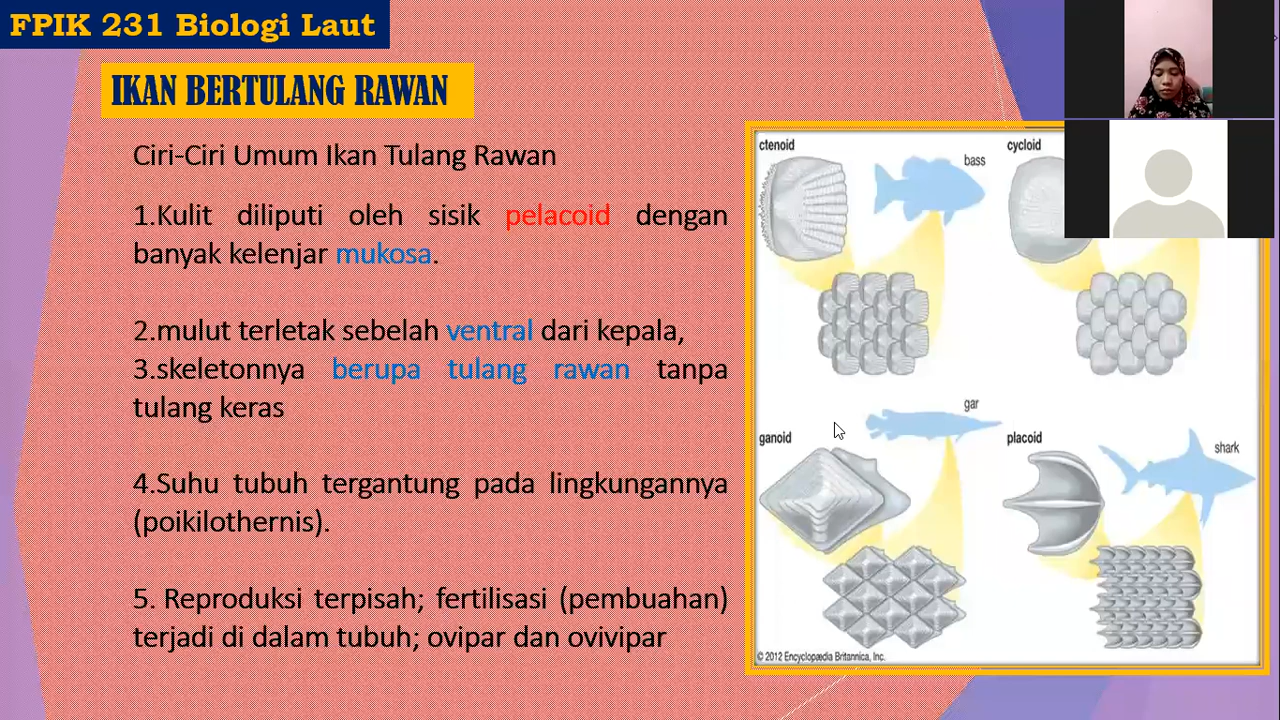 FPIK 231 Biologi Laut
IKAN BERTULANG RAWAN
Ciri-Ciri Umum ikan Tulang Rawan
1.Kulit diliputi oleh sisik pelacoid dengan
banyak kelenjar mukosa.
2.mulut terletak sebelah ventral dari kepala,
3.skeletonnya berupa tulang rawan tanpa
tulang keras
4.Suhu tubuh tergantung pada lingkungannya
(poikilothernis).
5. Reproduksi terpisah, fertilisasi (pembuahan)
terjadi di dalam tubuh; ovipar dan ovivipar
ctenoid
bass
cycloid
gar
ganoid
placoid
shark
© 2012 Encyclopædia Britannica, Inc.